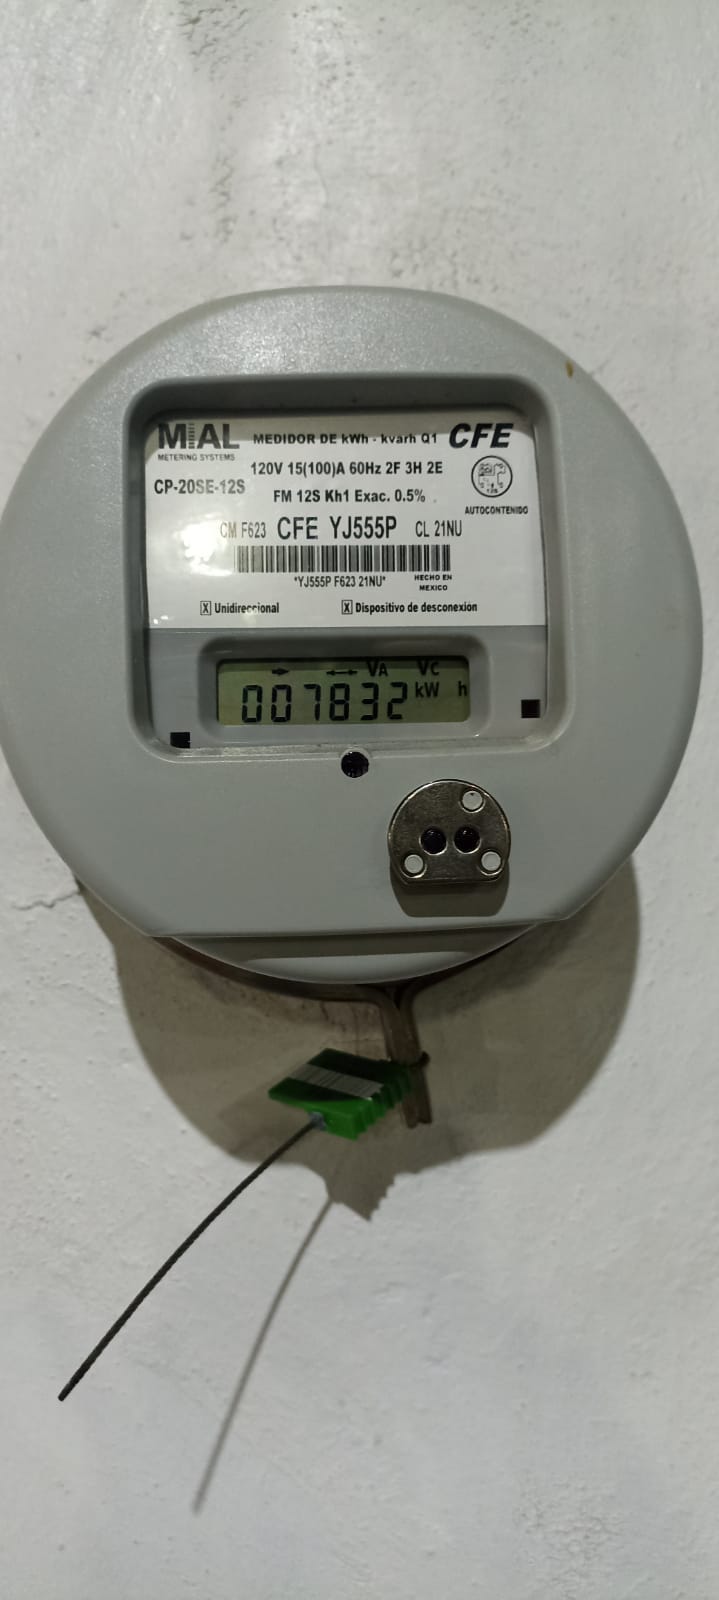 MIAL
METERING SYSTEMS
MEDIDOR DE kWh - kvarh Q1
CFE
120V 15(100)A 60Hz 2F 3H 2E
CP-20SE-12S
FM 12S Kh1 Exac. 0.5%
12S
AUTOCONTENIDO
CM F623 CFE YJ555P CL 21NU
*YJ555P F623 21NU*
HECHO EN
MEXICO
X Unidireccional
X Dispositivo de desconexión
VA VC
007832 kW h